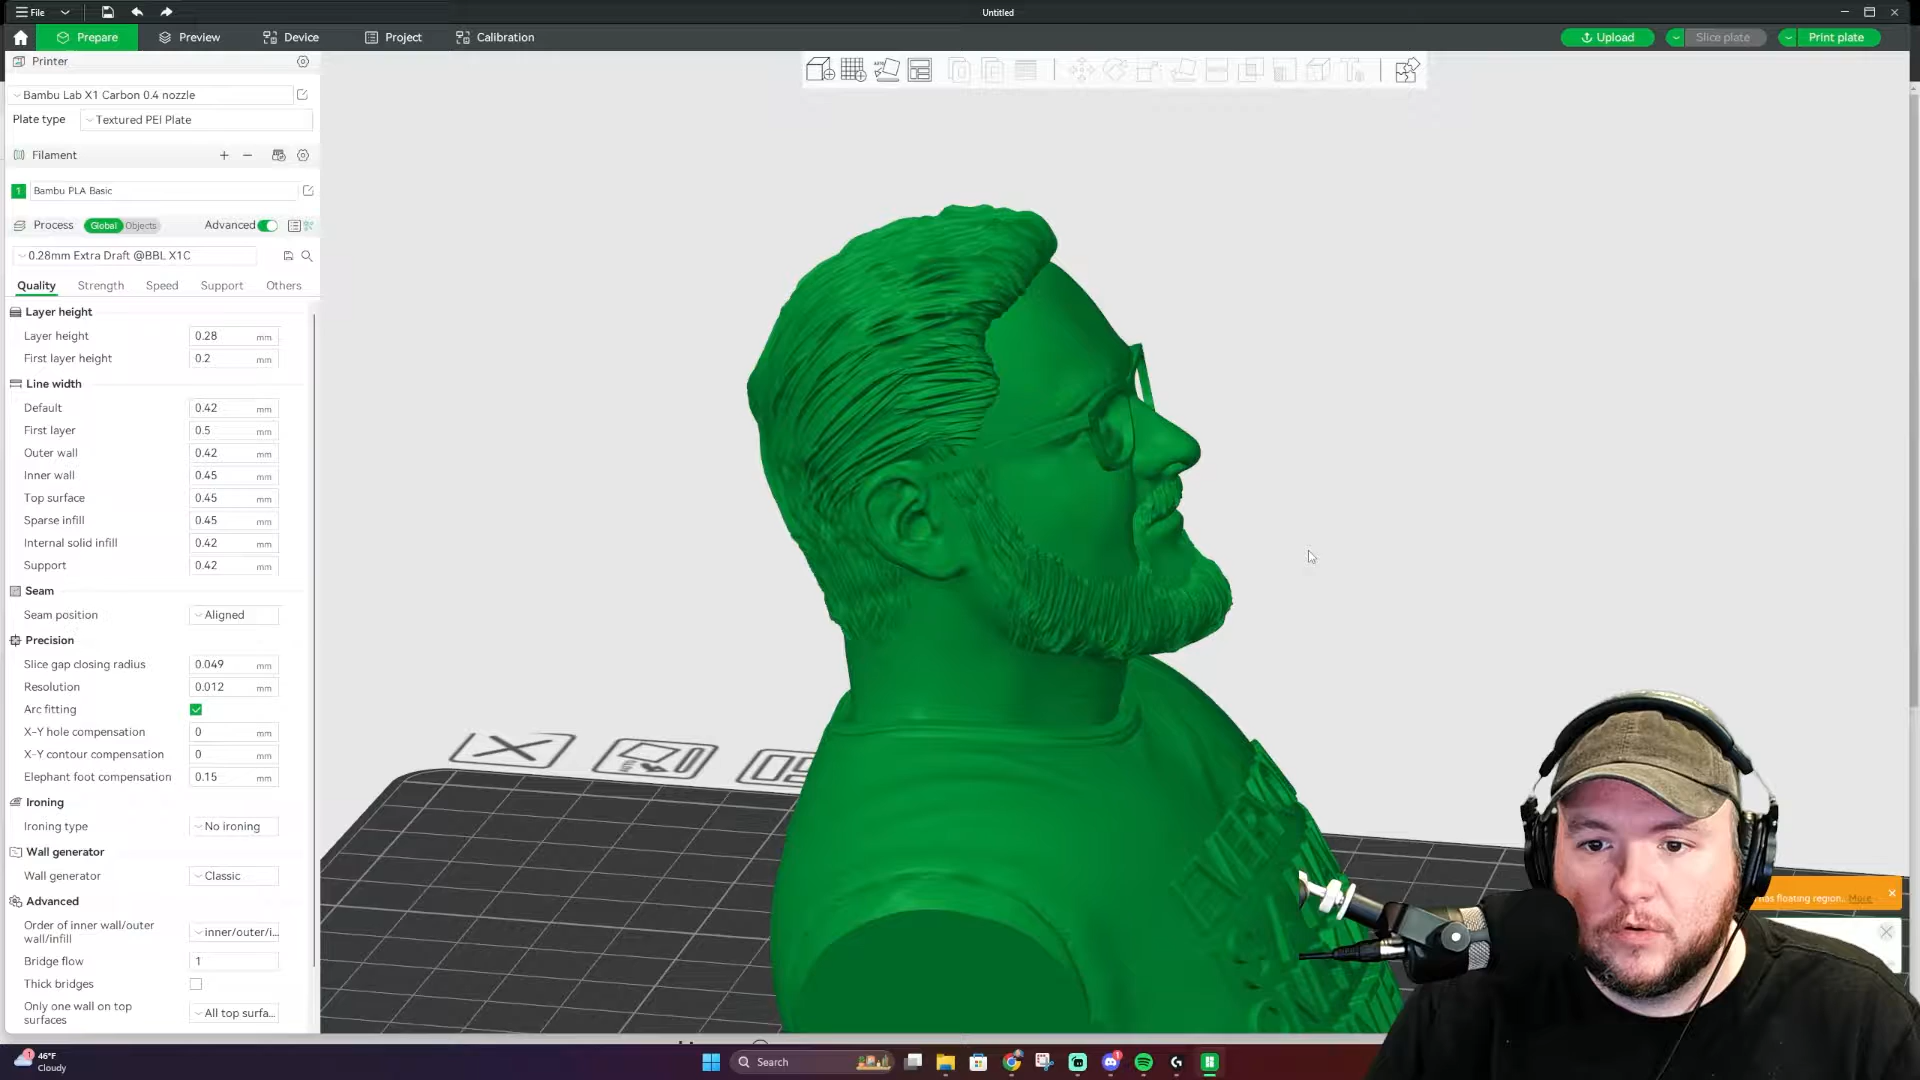 File
Untitled
Prepare
Preview
Device
Project
Calibration
Upload
Slice plate
Print plate
Printer
Bambu Lab X1 Carbon 0.4 nozzle
Plate type
Textured PEI Plate
Filament
1
Bambu PLA Basic
Process
Global
Objects
Advanced
0.28mm Extra Draft @BBL X1C
Quality
Strength
Speed
Support
Others
Layer height
Layer height 0.28 mm
First layer height 0.2 mm
Line width
Default 0.42 mm
First layer 0.5 mm
Outer wall 0.42 mm
Inner wall 0.45 mm
Top surface 0.45 mm
Sparse infill 0.45 mm
Internal solid infill 0.42 mm
Support 0.42 mm
Seam
Seam position Aligned
Precision
Slice gap closing radius 0.049 mm
Resolution 0.012 mm
Arc fitting
X-Y hole compensation 0 mm
X-Y contour compensation 0 mm
Elephant foot compensation 0.15 mm
Ironing
Ironing type No ironing
Wall generator
Wall generator Classic
Advanced
Order of inner wall/outer
wall/infill inner/outer/i...
Bridge flow 1
Thick bridges
Only one wall on top
surfaces All top surfa...
has floating region.. More
1
46°F
Cloudy
Search